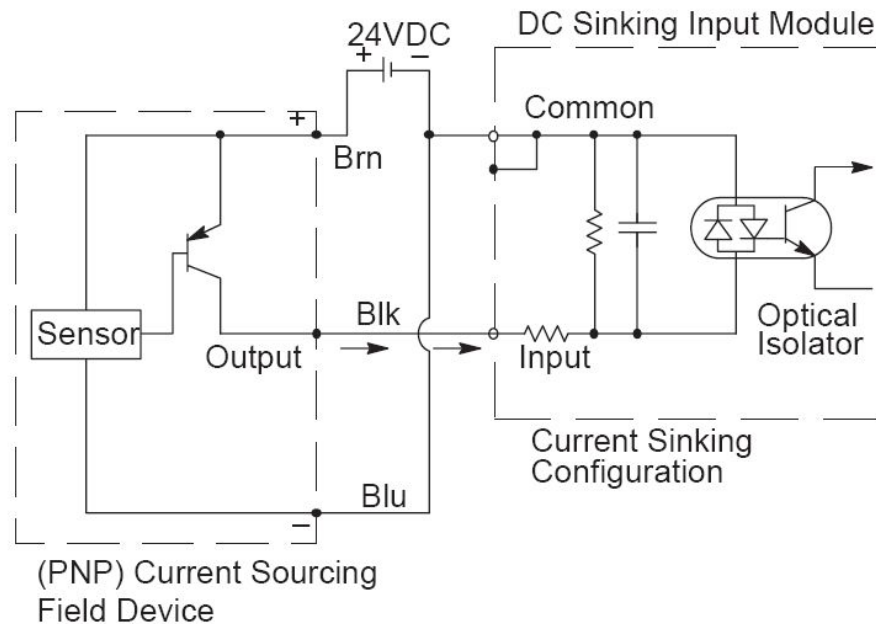 24VDC
+ −
DC Sinking Input Module
+
Brn
Common
Sensor
Output
Blk
Input
Optical
Isolator
Blu
−
Current Sinking
Configuration
(PNP) Current Sourcing
Field Device